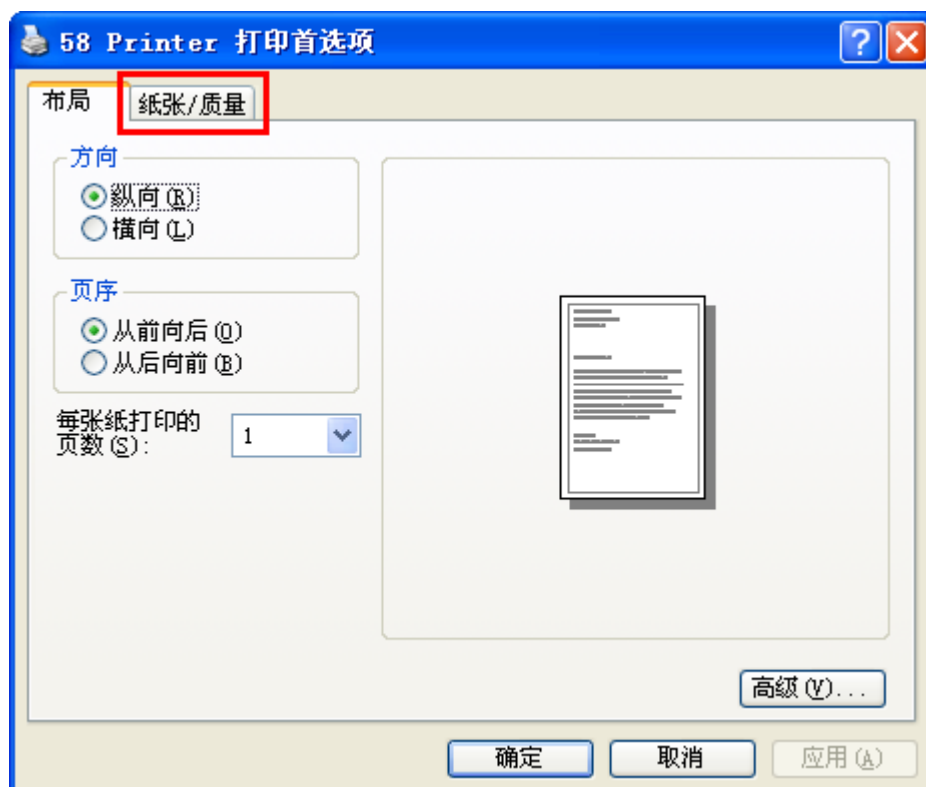 58 Printer 打印首选项
布局
纸张/质量
方向
纵向(R)
横向(L)
页序
从前向后(O)
从后向前(B)
每张纸打印的
页数(S):
1
高级(V)...
确定
取消
应用(A)